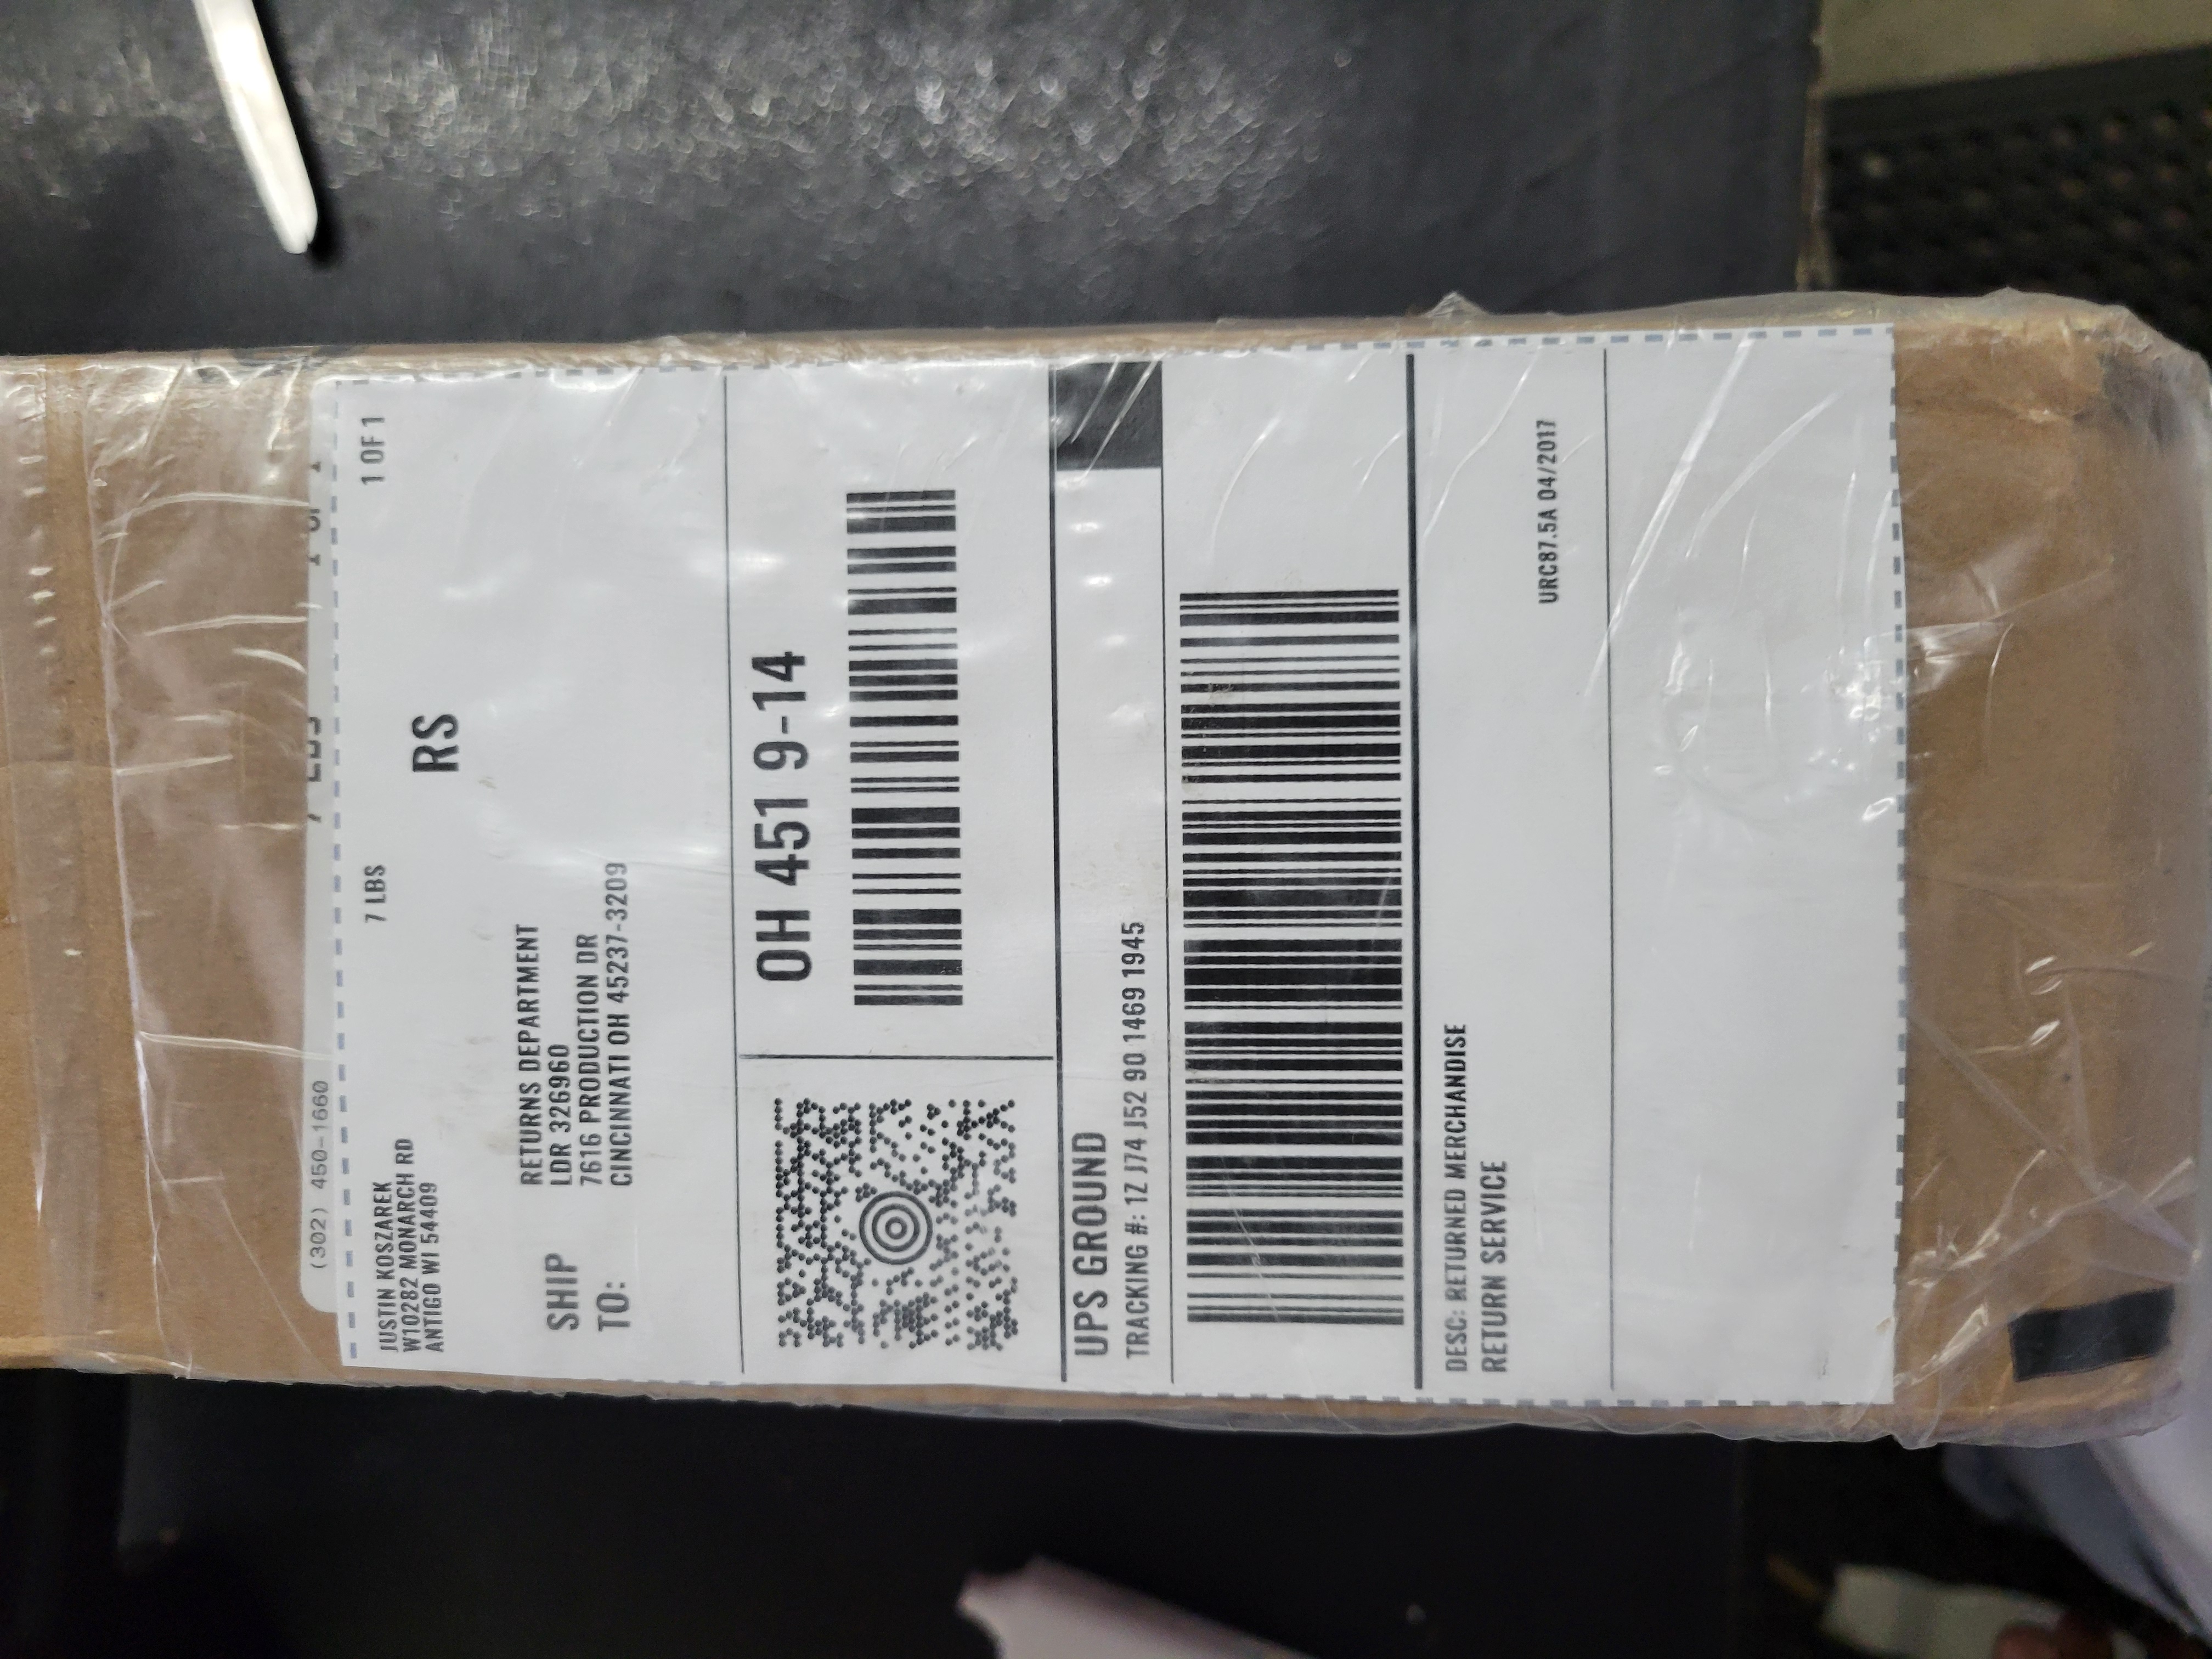 (302) 450-1660
7 LBS
JUSTIN KOSZAREK
W10282 MONARCH RD
ANTIGO WI 54409
7 LBS
1 OF 1
RS
SHIP
TO:
RETURNS DEPARTMENT
LDR 326960
7616 PRODUCTION DR
CINCINNATI OH 45237-3209
OH 451 9-14
UPS GROUND
TRACKING #: 1Z J74 J52 90 1469 1945
DESC: RETURNED MERCHANDISE
RETURN SERVICE
URC87.5A 04/2017